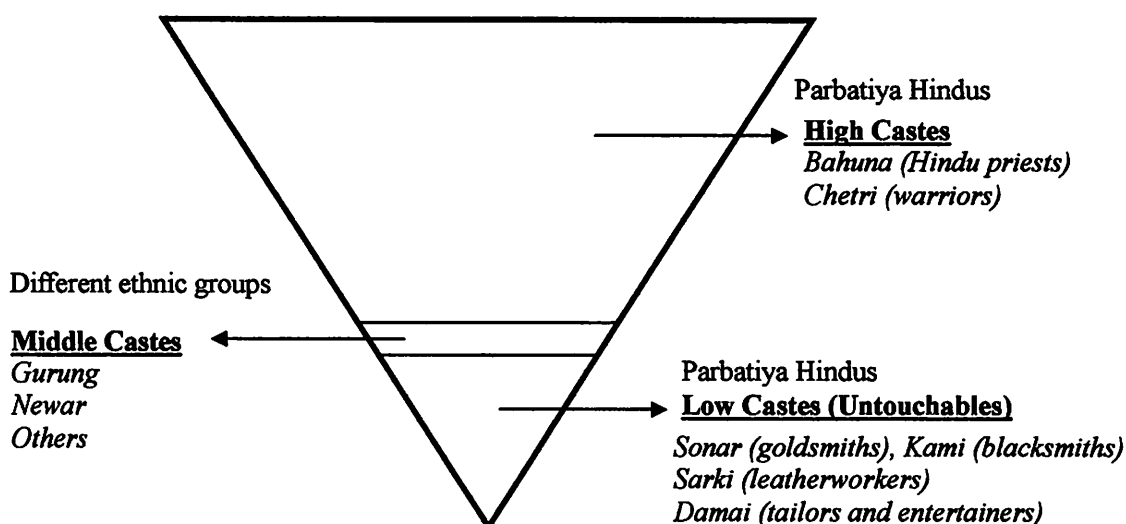 Parbatiya Hindus
High Castes
Bahuna (Hindu priests)
Chetri (warriors)
Different ethnic groups
Middle Castes
Gurung
Newar
Others
Parbatiya Hindus
Low Castes (Untouchables)
Sonar (goldsmiths), Kami (blacksmiths)
Sarki (leatherworkers)
Damai (tailors and entertainers)